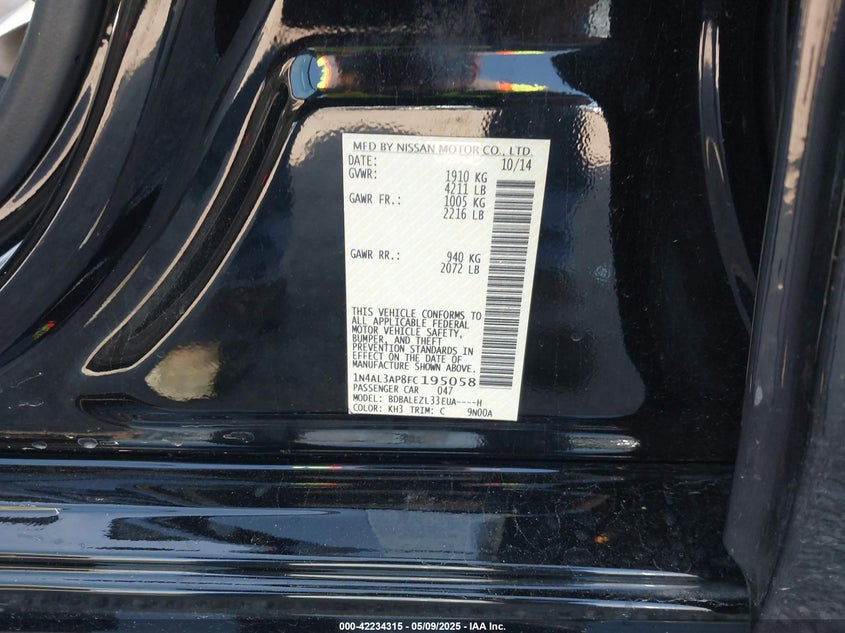 MFD BY NISSAN MOTOR CO., LTD.
DATE: 10/14
GVWR: 1910 KG
4211 LB
GAWR FR.: 1005 KG
2216 LB
GAWR RR.: 940 KG
2072 LB
THIS VEHICLE CONFORMS TO
ALL APPLICABLE FEDERAL
MOTOR VEHICLE SAFETY,
BUMPER, AND THEFT
PREVENTION STANDARDS IN
EFFECT ON THE DATE OF
MANUFACTURE SHOWN ABOVE.
1N4AL3AP8FC195058
PASSENGER CAR 047
MODEL: BDBALEZL33EUA----H
COLOR: KH3 TRIM: C 9N00A
000-42234315 - 05/09/2025 - IAA Inc.